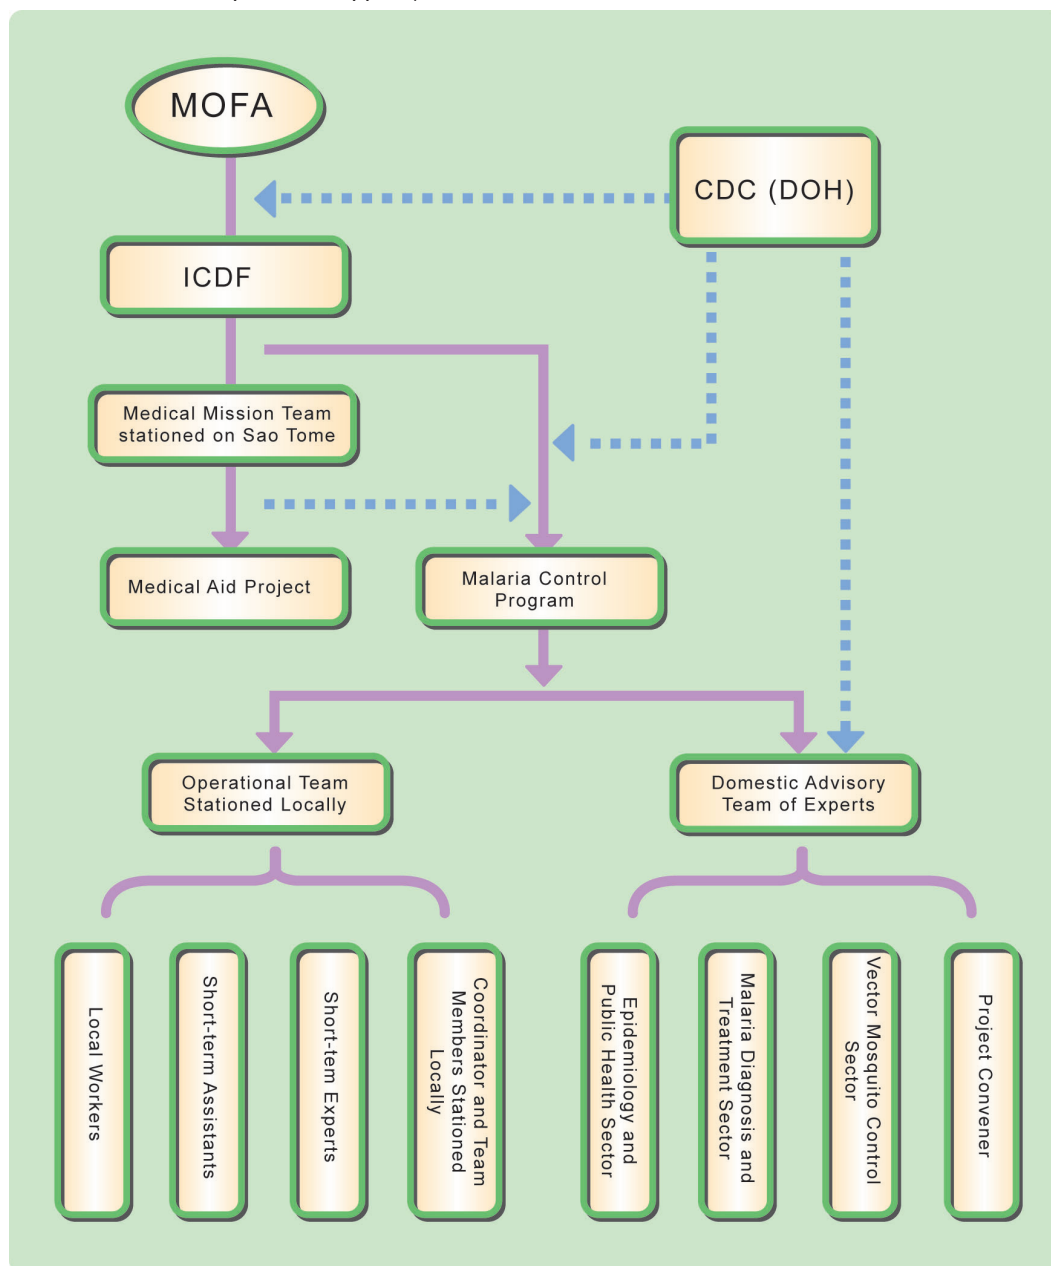 MOFA
CDC (DOH)
ICDF
Medical Mission Team
stationed on Sao Tome
Medical Aid Project
Malaria Control
Program
Operational Team
Stationed Locally
Domestic Advisory
Team of Experts
Local Workers
Short-term Assistants
Short-tem Experts
Coordinator and Team
Members Stationed
Locally
Epidemiology and
Public Health Sector
Malaria Diagnosis and
Treatment Sector
Vector Mosquito Control
Sector
Project Convener